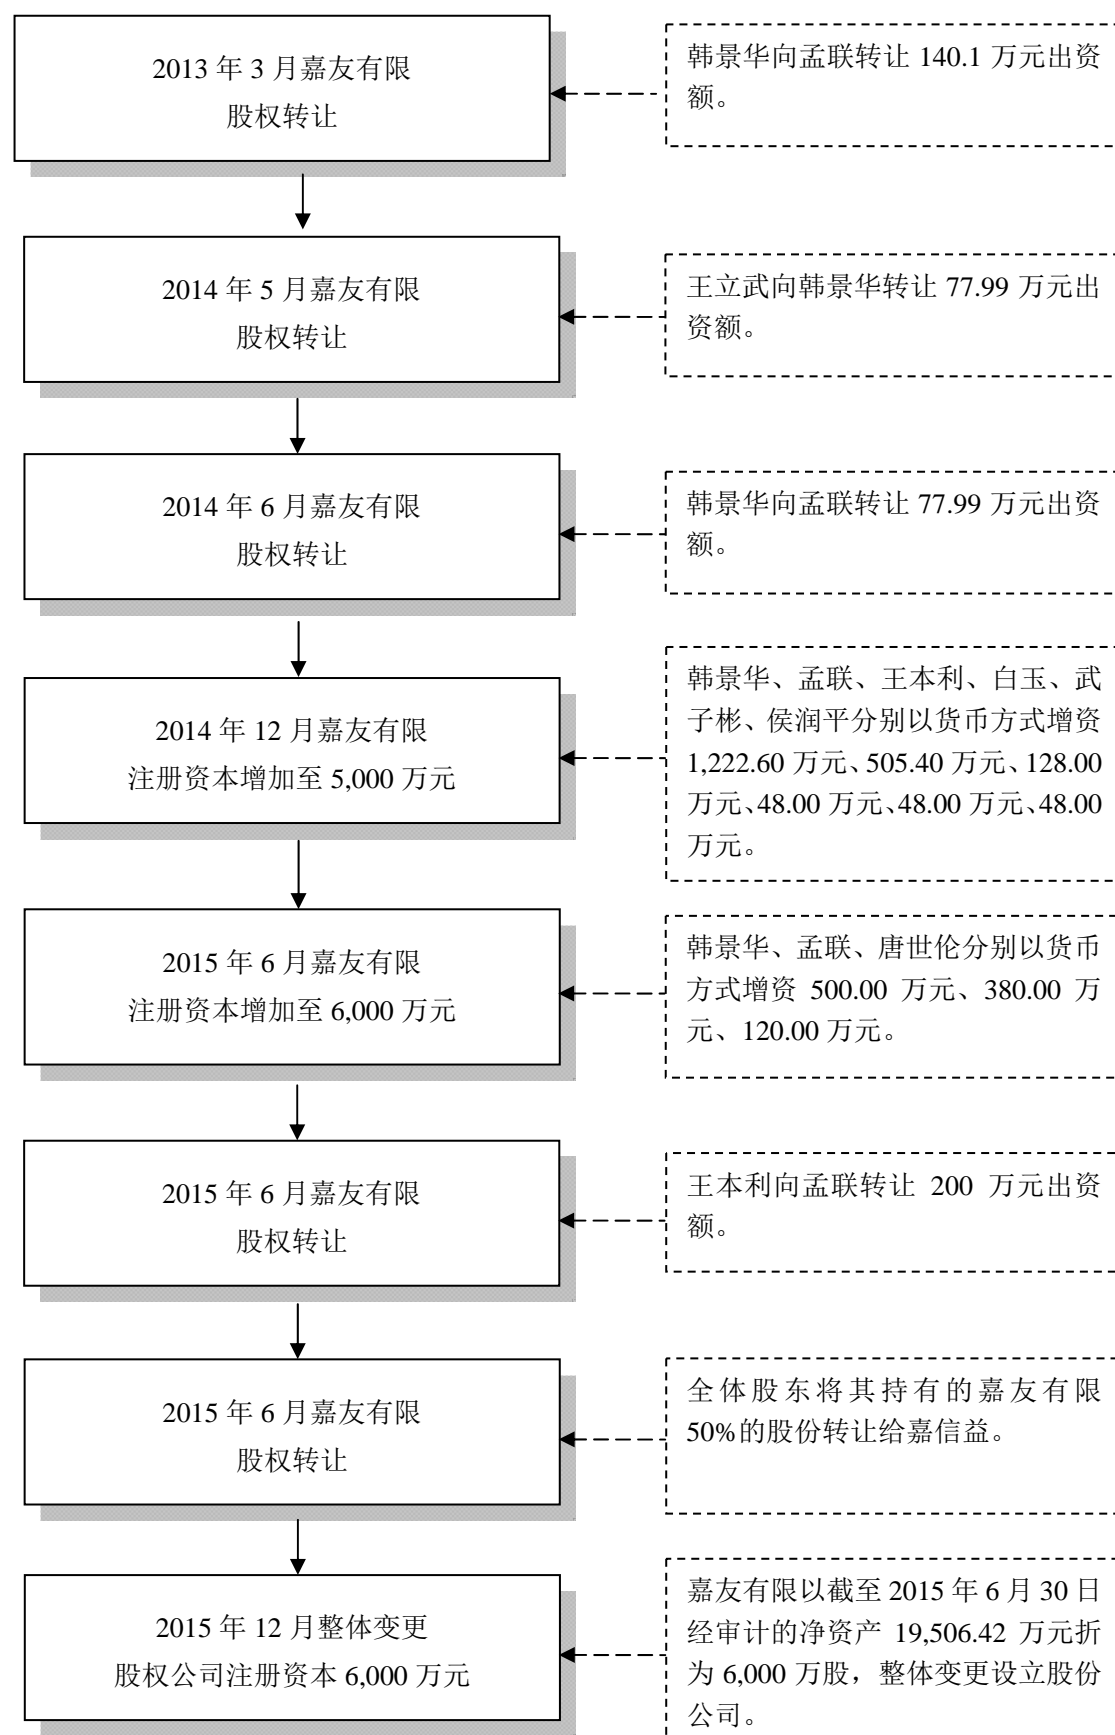 2013 年 3 月嘉友有限
股权转让
韩景华向孟联转让 140.1 万元出资
额。
2014 年 5 月嘉友有限
股权转让
王立武向韩景华转让 77.99 万元出
资额。
2014 年 6 月嘉友有限
股权转让
韩景华向孟联转让 77.99 万元出资
额。
2014 年 12 月嘉友有限
注册资本增加至 5,000 万元
韩景华、孟联、王本利、白玉、武
子彬、侯润平分别以货币方式增资
1,222.60 万元、505.40 万元、128.00
万元、48.00 万元、48.00 万元、48.00
万元。
2015 年 6 月嘉友有限
注册资本增加至 6,000 万元
韩景华、孟联、唐世伦分别以货币
方式增资 500.00 万元、380.00 万
元、120.00 万元。
2015 年 6 月嘉友有限
股权转让
王本利向孟联转让 200 万元出资
额。
2015 年 6 月嘉友有限
股权转让
全体股东将其持有的嘉友有限
50%的股份转让给嘉信益。
2015 年 12 月整体变更
股权公司注册资本 6,000 万元
嘉友有限以截至 2015 年 6 月 30 日
经审计的净资产 19,506.42 万元折
为 6,000 万股，整体变更设立股份
公司。